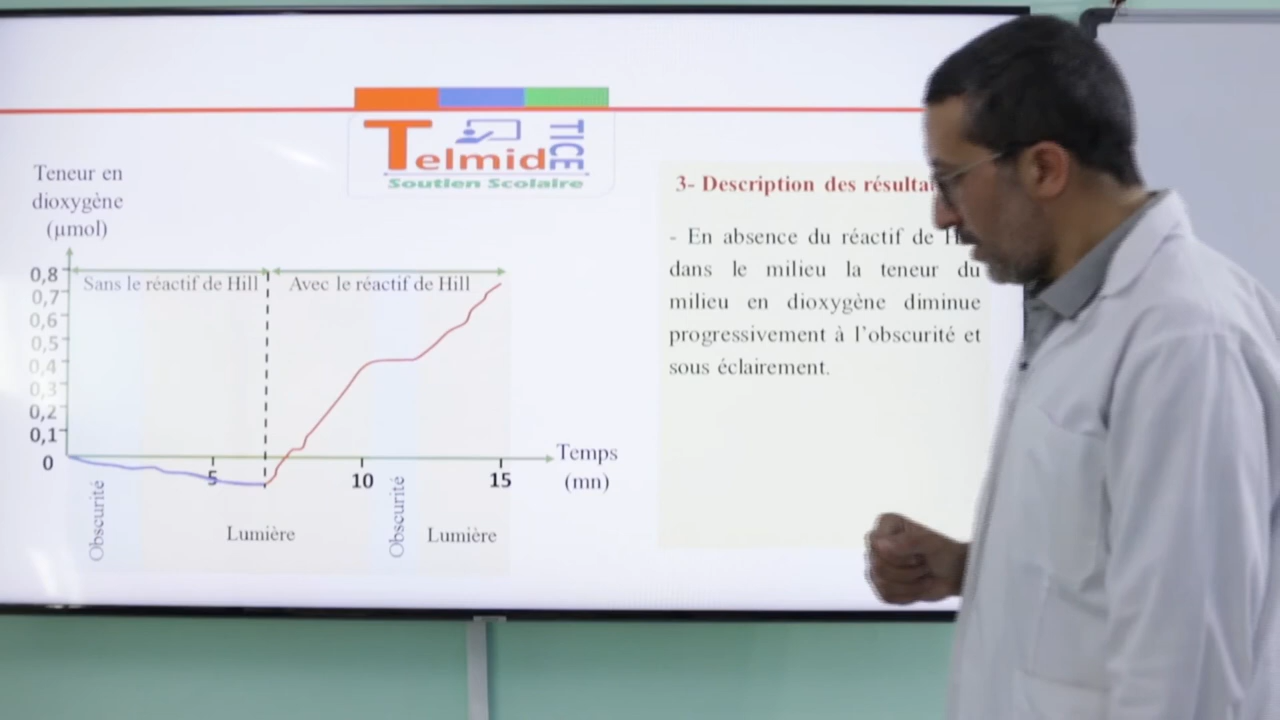 Telmid
TICE
Soutien Scolaire
Teneur en
dioxygène
(µmol)
0,8
0,7
0,6
0,5
0,4
0,3
0,2
0,1
0
Sans le réactif de Hill
Avec le réactif de Hill
5
10
15
Temps
(mn)
Obscurité
Lumière
Obscurité
Lumière
3- Description des
- En absence du réactif de
dans le milieu la teneur du
milieu en dioxygène diminue
progressivement à l’obscurité et
sous éclairement.